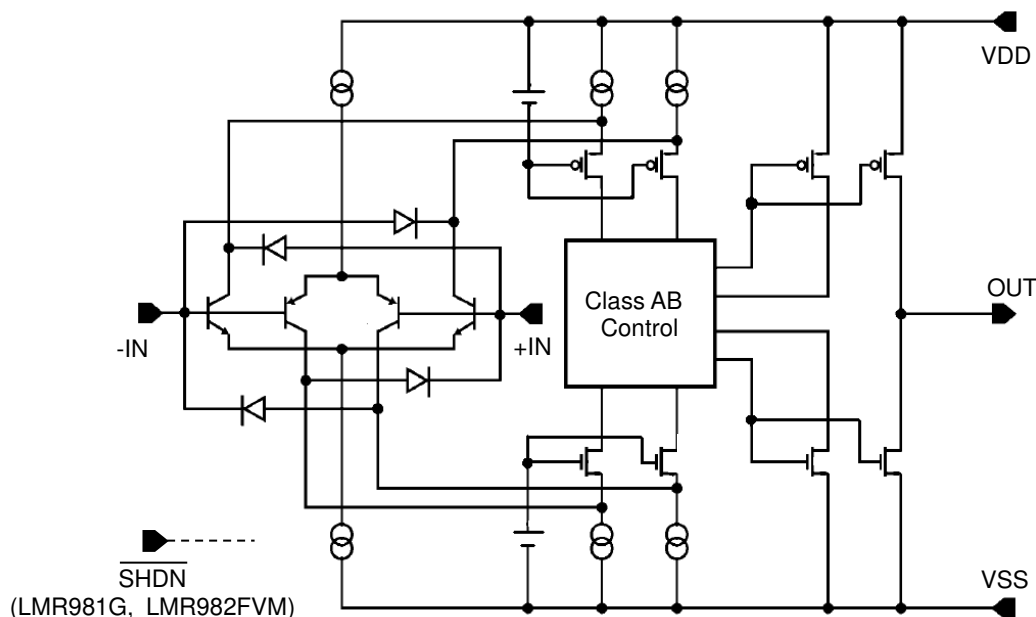 VDD
Class AB
Control
OUT
-IN
+IN
SHDN
(LMR981G, LMR982FVM)
VSS